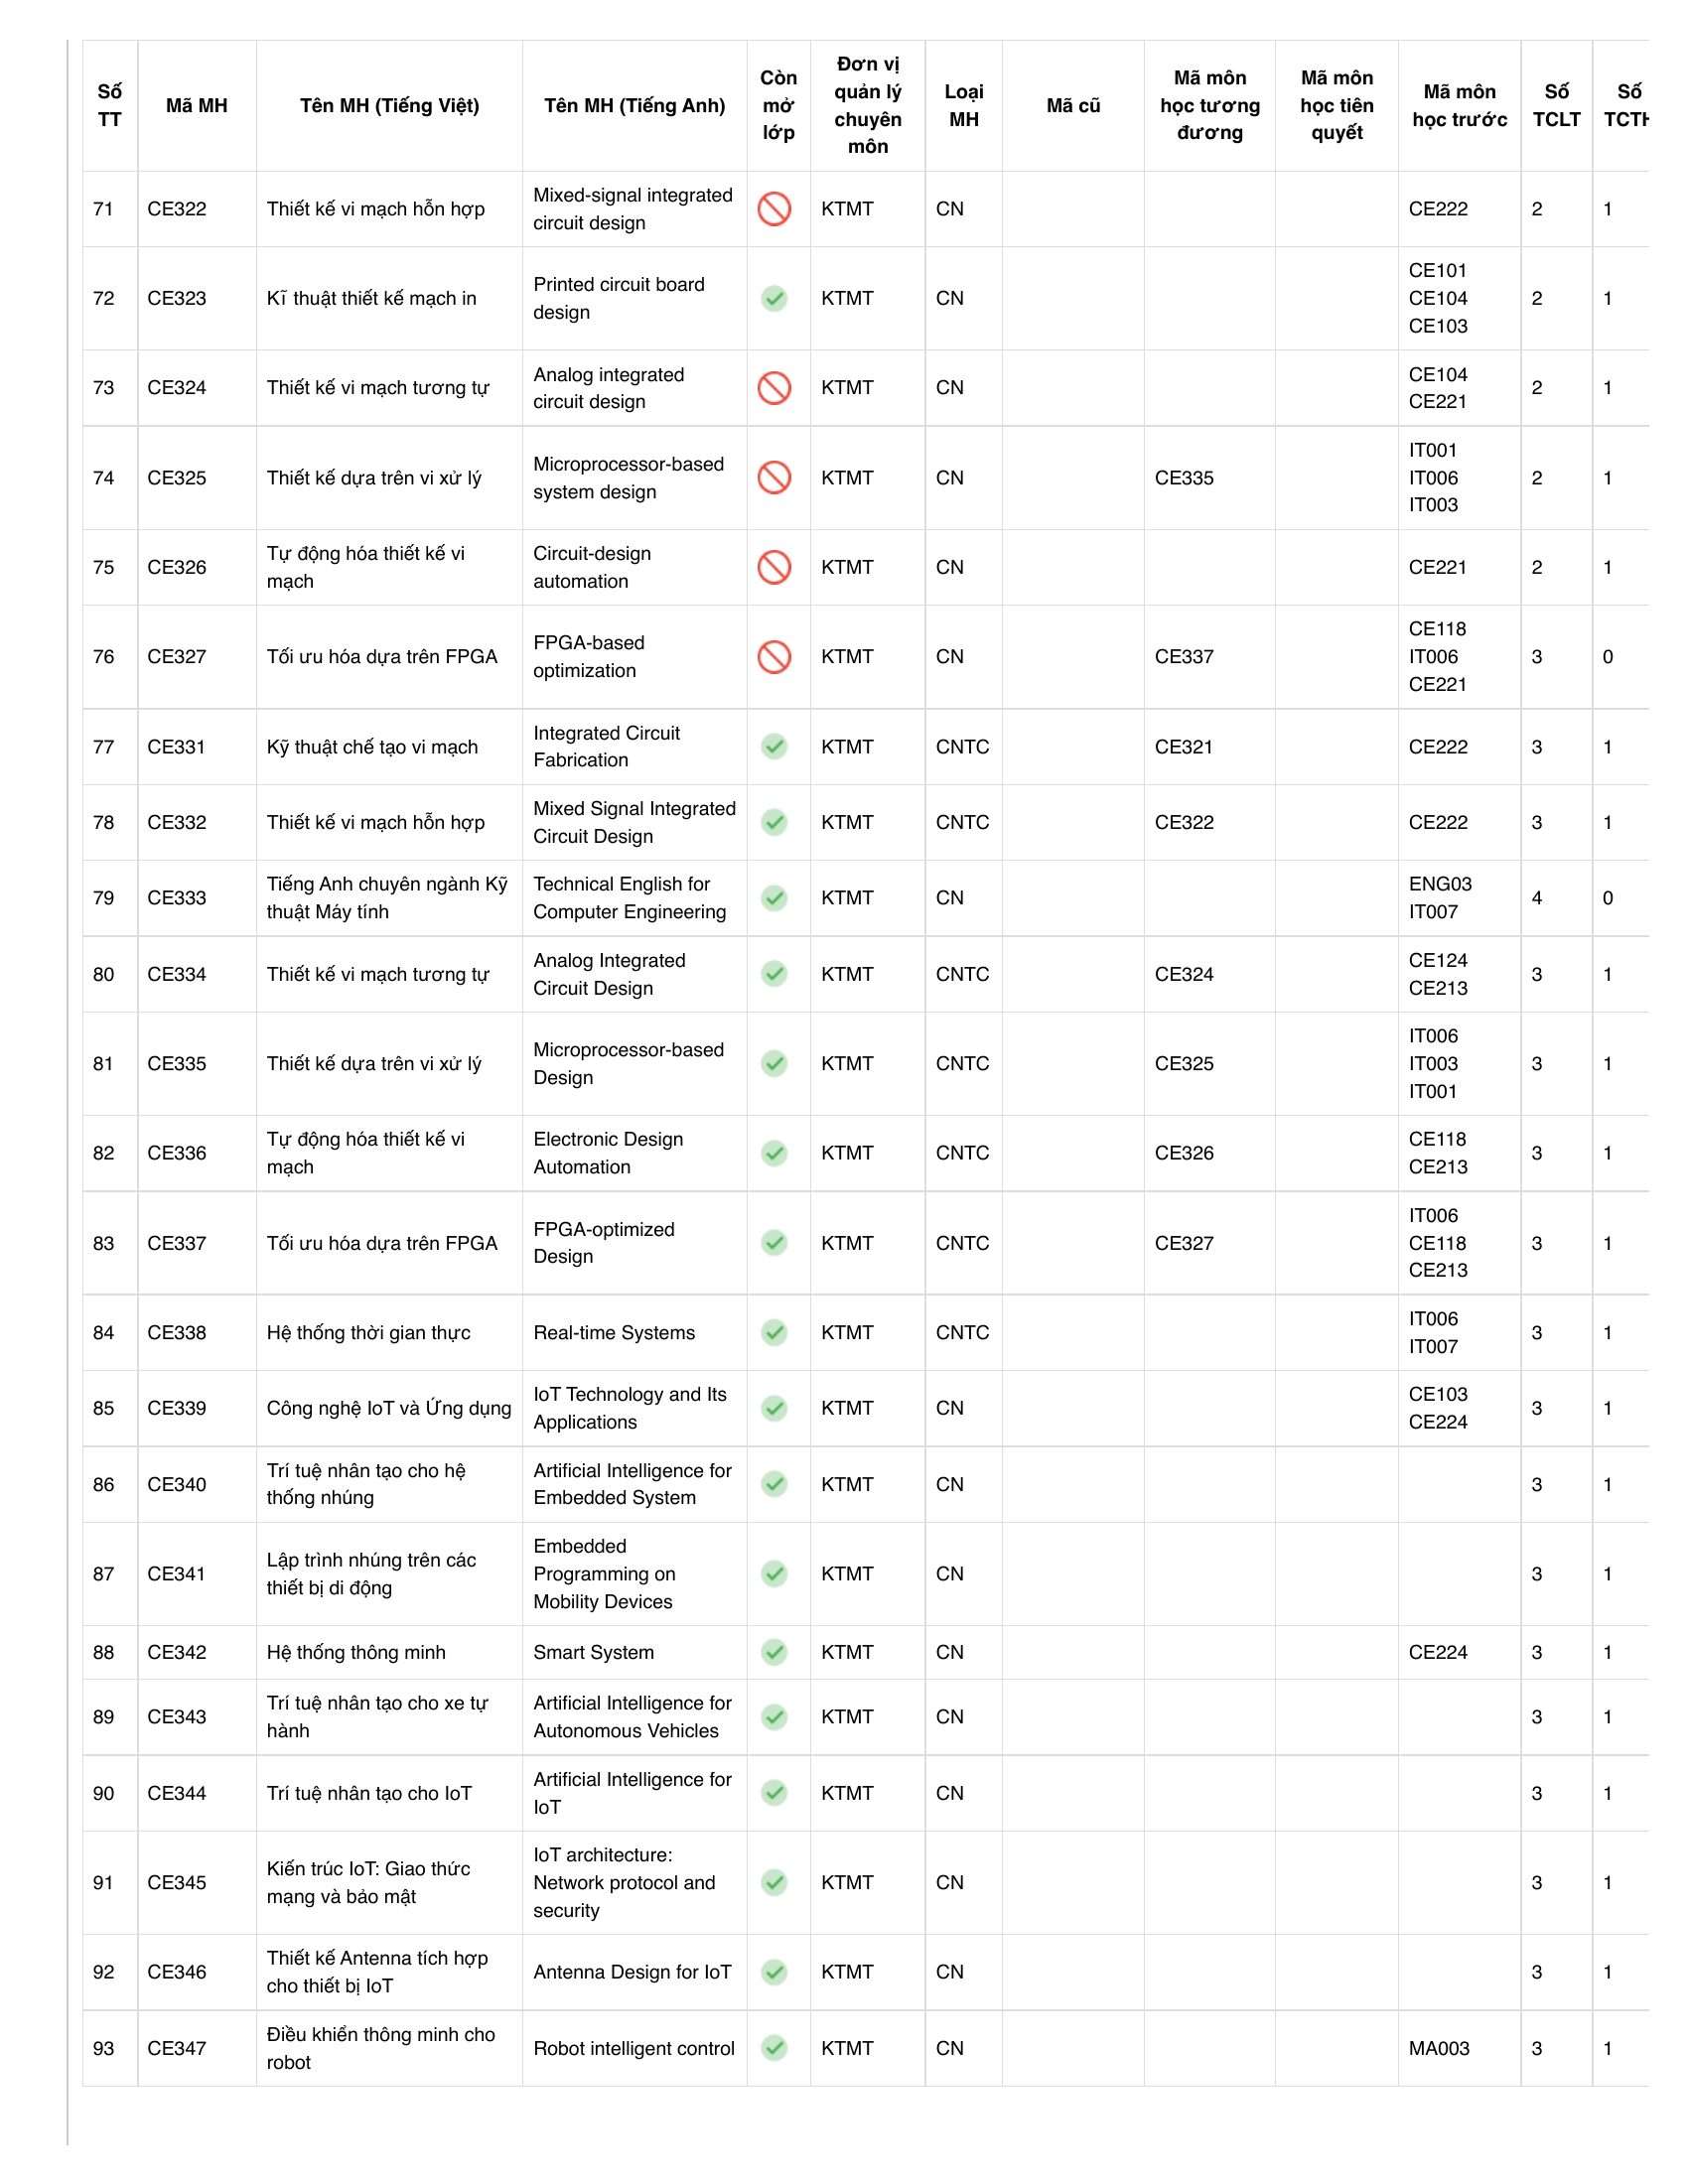 Số TT | Mã MH | Tên MH (Tiếng Việt) | Tên MH (Tiếng Anh) | Còn mở lớp | Đơn vị quản lý chuyên môn | Loại MH | Mã cũ | Mã môn học tương đương | Mã môn học tiên quyết | Mã môn học trước | Số TCLT | Số TCTH
71 | CE322 | Thiết kế vi mạch hỗn hợp | Mixed-signal integrated circuit design | KTMT | CN | CE222 | 2 | 1
72 | CE323 | Kĩ thuật thiết kế mạch in | Printed circuit board design | KTMT | CN | CE101 CE104 CE103 | 2 | 1
73 | CE324 | Thiết kế vi mạch tương tự | Analog integrated circuit design | KTMT | CN | CE104 CE221 | 2 | 1
74 | CE325 | Thiết kế dựa trên vi xử lý | Microprocessor-based system design | KTMT | CN | CE335 | IT001 IT006 IT003 | 2 | 1
75 | CE326 | Tự động hóa thiết kế vi mạch | Circuit-design automation | KTMT | CN | CE221 | 2 | 1
76 | CE327 | Tối ưu hóa dựa trên FPGA | FPGA-based optimization | KTMT | CN | CE337 | CE118 IT006 CE221 | 3 | 0
77 | CE331 | Kỹ thuật chế tạo vi mạch | Integrated Circuit Fabrication | KTMT | CNTC | CE321 | CE222 | 3 | 1
78 | CE332 | Thiết kế vi mạch hỗn hợp | Mixed Signal Integrated Circuit Design | KTMT | CNTC | CE322 | CE222 | 3 | 1
79 | CE333 | Tiếng Anh chuyên ngành Kỹ thuật Máy tính | Technical English for Computer Engineering | KTMT | CN | ENG03 IT007 | 4 | 0
80 | CE334 | Thiết kế vi mạch tương tự | Analog Integrated Circuit Design | KTMT | CNTC | CE324 | CE124 CE213 | 3 | 1
81 | CE335 | Thiết kế dựa trên vi xử lý | Microprocessor-based Design | KTMT | CNTC | CE325 | IT006 IT003 IT001 | 3 | 1
82 | CE336 | Tự động hóa thiết kế vi mạch | Electronic Design Automation | KTMT | CNTC | CE326 | CE118 CE213 | 3 | 1
83 | CE337 | Tối ưu hóa dựa trên FPGA | FPGA-optimized Design | KTMT | CNTC | CE327 | IT006 CE118 CE213 | 3 | 1
84 | CE338 | Hệ thống thời gian thực | Real-time Systems | KTMT | CNTC | IT006 IT007 | 3 | 1
85 | CE339 | Công nghệ IoT và Ứng dụng | IoT Technology and Its Applications | KTMT | CN | CE103 CE224 | 3 | 1
86 | CE340 | Trí tuệ nhân tạo cho hệ thống nhúng | Artificial Intelligence for Embedded System | KTMT | CN | 3 | 1
87 | CE341 | Lập trình nhúng trên các thiết bị di động | Embedded Programming on Mobility Devices | KTMT | CN | 3 | 1
88 | CE342 | Hệ thống thông minh | Smart System | KTMT | CN | CE224 | 3 | 1
89 | CE343 | Trí tuệ nhân tạo cho xe tự hành | Artificial Intelligence for Autonomous Vehicles | KTMT | CN | 3 | 1
90 | CE344 | Trí tuệ nhân tạo cho IoT | Artificial Intelligence for IoT | KTMT | CN | 3 | 1
91 | CE345 | Kiến trúc IoT: Giao thức mạng và bảo mật | IoT architecture: Network protocol and security | KTMT | CN | 3 | 1
92 | CE346 | Thiết kế Antenna tích hợp cho thiết bị IoT | Antenna Design for IoT | KTMT | CN | 3 | 1
93 | CE347 | Điều khiển thông minh cho robot | Robot intelligent control | KTMT | CN | MA003 | 3 | 1